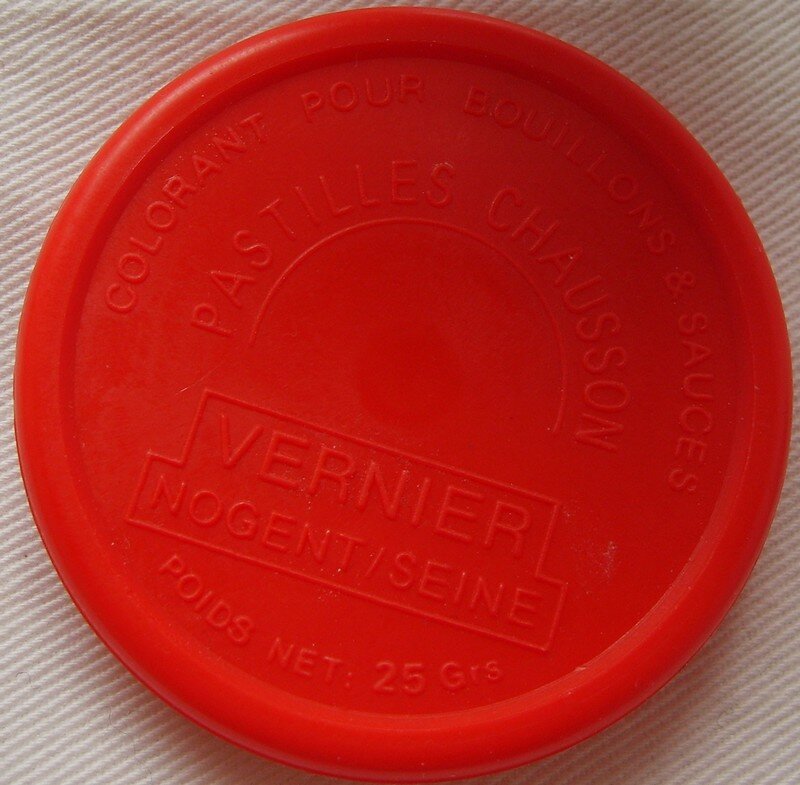 COLORANT POUR BOUILLONS & SAUCES
PASTILLES CHAUSSON
VERNIER
NOGENT/SEINE
POIDS NET: 25 Grs